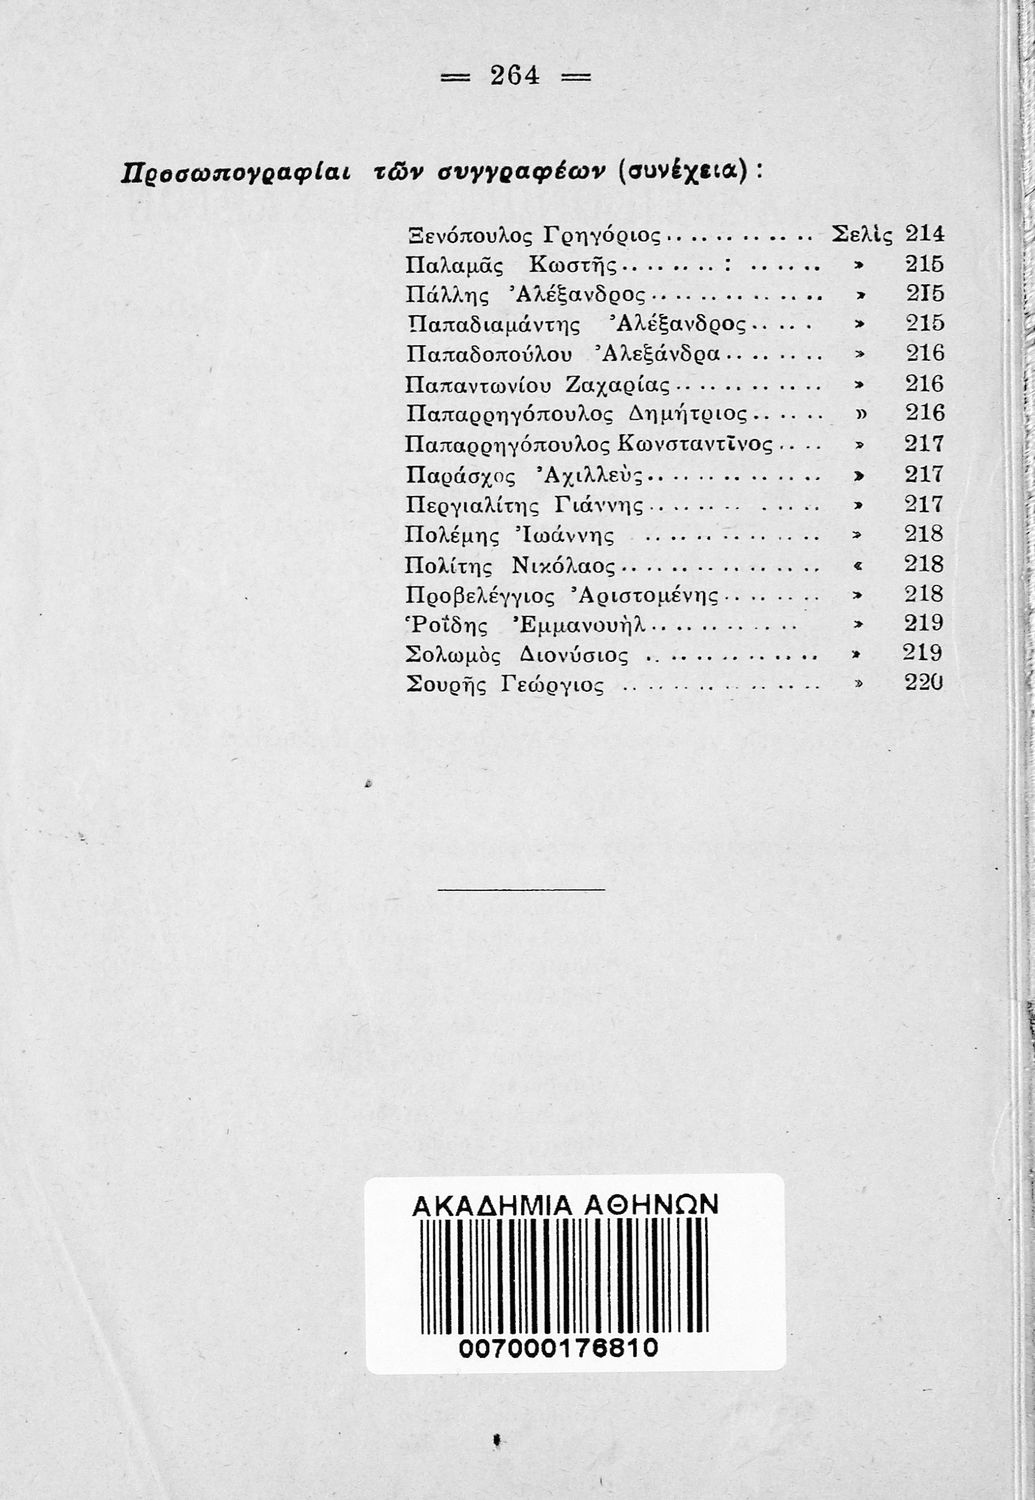 = 264 =
Προσωπογραφίαι τῶν συγγραφέων (συνέχεια) :
Ξενόπουλος Γρηγόριος ............ Σελὶς 214
Παλαμᾶς Κωστῆς ........ : ...... » 215
Πάλλης Ἀλέξανδρος .............. » 215
Παπαδιαμάντης Ἀλέξανδρος ..... » 215
Παπαδοπούλου Ἀλεξάνδρα ........ » 216
Παπαντωνίου Ζαχαρίας ............ » 216
Παπαρρηγόπουλος Δημήτριος ...... » 216
Παπαρρηγόπουλος Κωνσταντῖνος .... » 217
Παράσχος Ἀχιλλεὺς .............. » 217
Περγιαλίτης Γιάννης ........ ..... » 217
Πολέμης Ἰωάννης .............. » 218
Πολίτης Νικόλαος ................ « 218
Προβελέγγιος Ἀριστομένης ........ » 218
Ῥοΐδης Ἐμμανουὴλ ............ » 219
Σολωμὸς Διονύσιος .............. » 219
Σουρῆς Γεώργιος ............... » 220
ΑΚΑΔΗΜΙΑ ΑΘΗΝΩΝ
007000176810